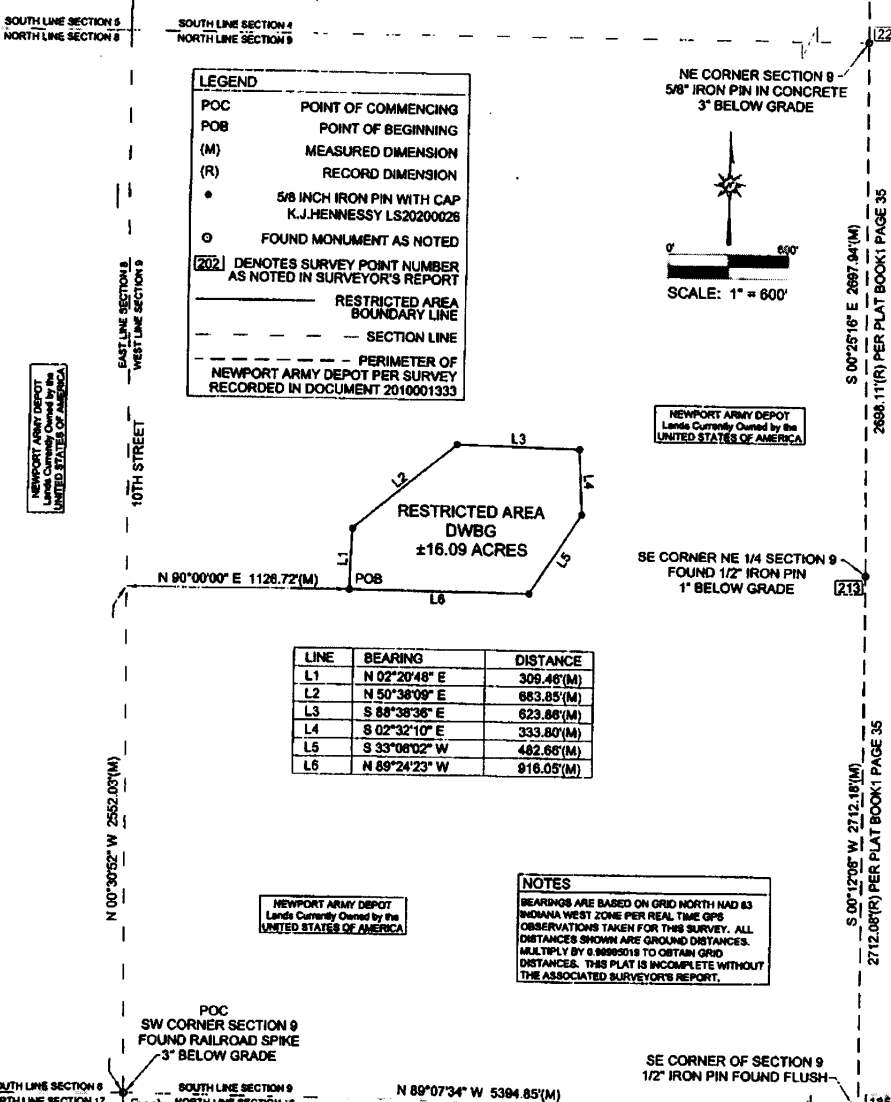 SOUTH LINE SECTION 5
NORTH LINE SECTION 8
SOUTH LINE SECTION 4
NORTH LINE SECTION 9
22
NE CORNER SECTION 9
5/8" IRON PIN IN CONCRETE
3" BELOW GRADE
LEGEND
POC POINT OF COMMENCING
POB POINT OF BEGINNING
(M) MEASURED DIMENSION
(R) RECORD DIMENSION
5/8 INCH IRON PIN WITH CAP
K.J.HENNESSY LS20200026
FOUND MONUMENT AS NOTED
202 DENOTES SURVEY POINT NUMBER
AS NOTED IN SURVEYOR'S REPORT
RESTRICTED AREA
BOUNDARY LINE
SECTION LINE
PERIMETER OF
NEWPORT ARMY DEPOT PER SURVEY
RECORDED IN DOCUMENT 2010001333
0' 600'
SCALE: 1" = 600'
S 00°25'16" E 2697.94'(M)
2698.11'(R) PER PLAT BOOK1 PAGE 35
EAST LINE SECTION 8
WEST LINE SECTION 9
10TH STREET
NEWPORT ARMY DEPOT
Lands Currently Owned by the
UNITED STATES OF AMERICA
NEWPORT ARMY DEPOT
Lands Currently Owned by the
UNITED STATES OF AMERICA
L3
L2
L4
RESTRICTED AREA
DWBG
±16.09 ACRES
L1
L5
POB
L6
N 90°00'00" E 1126.72'(M)
SE CORNER NE 1/4 SECTION 9
FOUND 1/2" IRON PIN
1" BELOW GRADE
213
LINE BEARING DISTANCE
L1 N 02°20'48" E 309.46'(M)
L2 N 50°38'09" E 683.85'(M)
L3 S 88°38'36" E 623.86'(M)
L4 S 02°32'10" E 333.80'(M)
L5 S 33°06'02" W 482.66'(M)
L6 N 89°24'23" W 916.05'(M)
N 00°30'52" W 2552.03'(M)
S 00°12'08" W 2712.18'(M)
2712.08'(R) PER PLAT BOOK1 PAGE 35
NEWPORT ARMY DEPOT
Lands Currently Owned by the
UNITED STATES OF AMERICA
NOTES
BEARINGS ARE BASED ON GRID NORTH NAD 83
INDIANA WEST ZONE PER REAL TIME GPS
OBSERVATIONS TAKEN FOR THIS SURVEY. ALL
DISTANCES SHOWN ARE GROUND DISTANCES.
MULTIPLY BY TO OBTAIN GRID
DISTANCES. THIS PLAT IS INCOMPLETE WITHOUT
THE ASSOCIATED SURVEYOR'S REPORT.
POC
SW CORNER SECTION 9
FOUND RAILROAD SPIKE
3" BELOW GRADE
SE CORNER OF SECTION 9
1/2" IRON PIN FOUND FLUSH
LINE SECTION 8
SOUTH LINE SECTION 9
N 89°07'34" W 5394.85'(M)
LINE SECTION 17